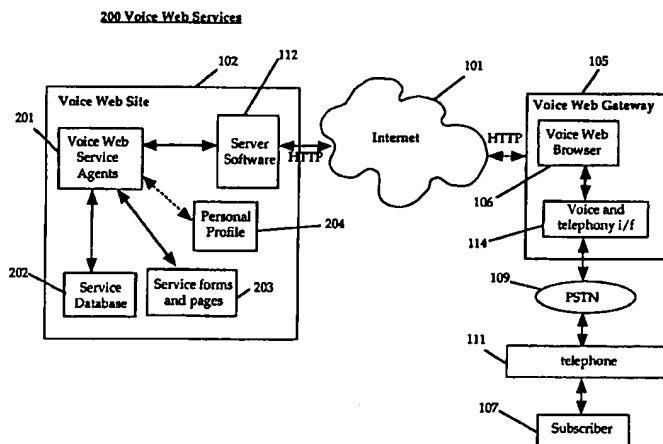 200 Voice Web Services
102
112
101
105
Voice Web Site
Voice Web Gateway
201
Voice Web
Service
Agents
Server
Software
HTTP
Internet
HTTP
Voice Web
Browser
106
Personal
Profile
204
Voice and
telephony i/f
114
202
Service
Database
Service forms
and pages
203
109
PSTN
111
telephone
107
Subscriber